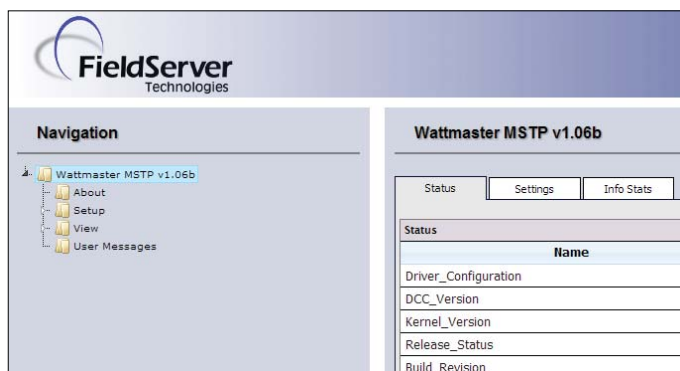 FieldServer
Technologies
Navigation
Wattmaster MSTP v1.06b
About
Setup
View
User Messages
Wattmaster MSTP v1.06b
Status
Settings
Info Stats
Status
Name
Driver_Configuration
DCC_Version
Kernel_Version
Release_Status
Build_Revision